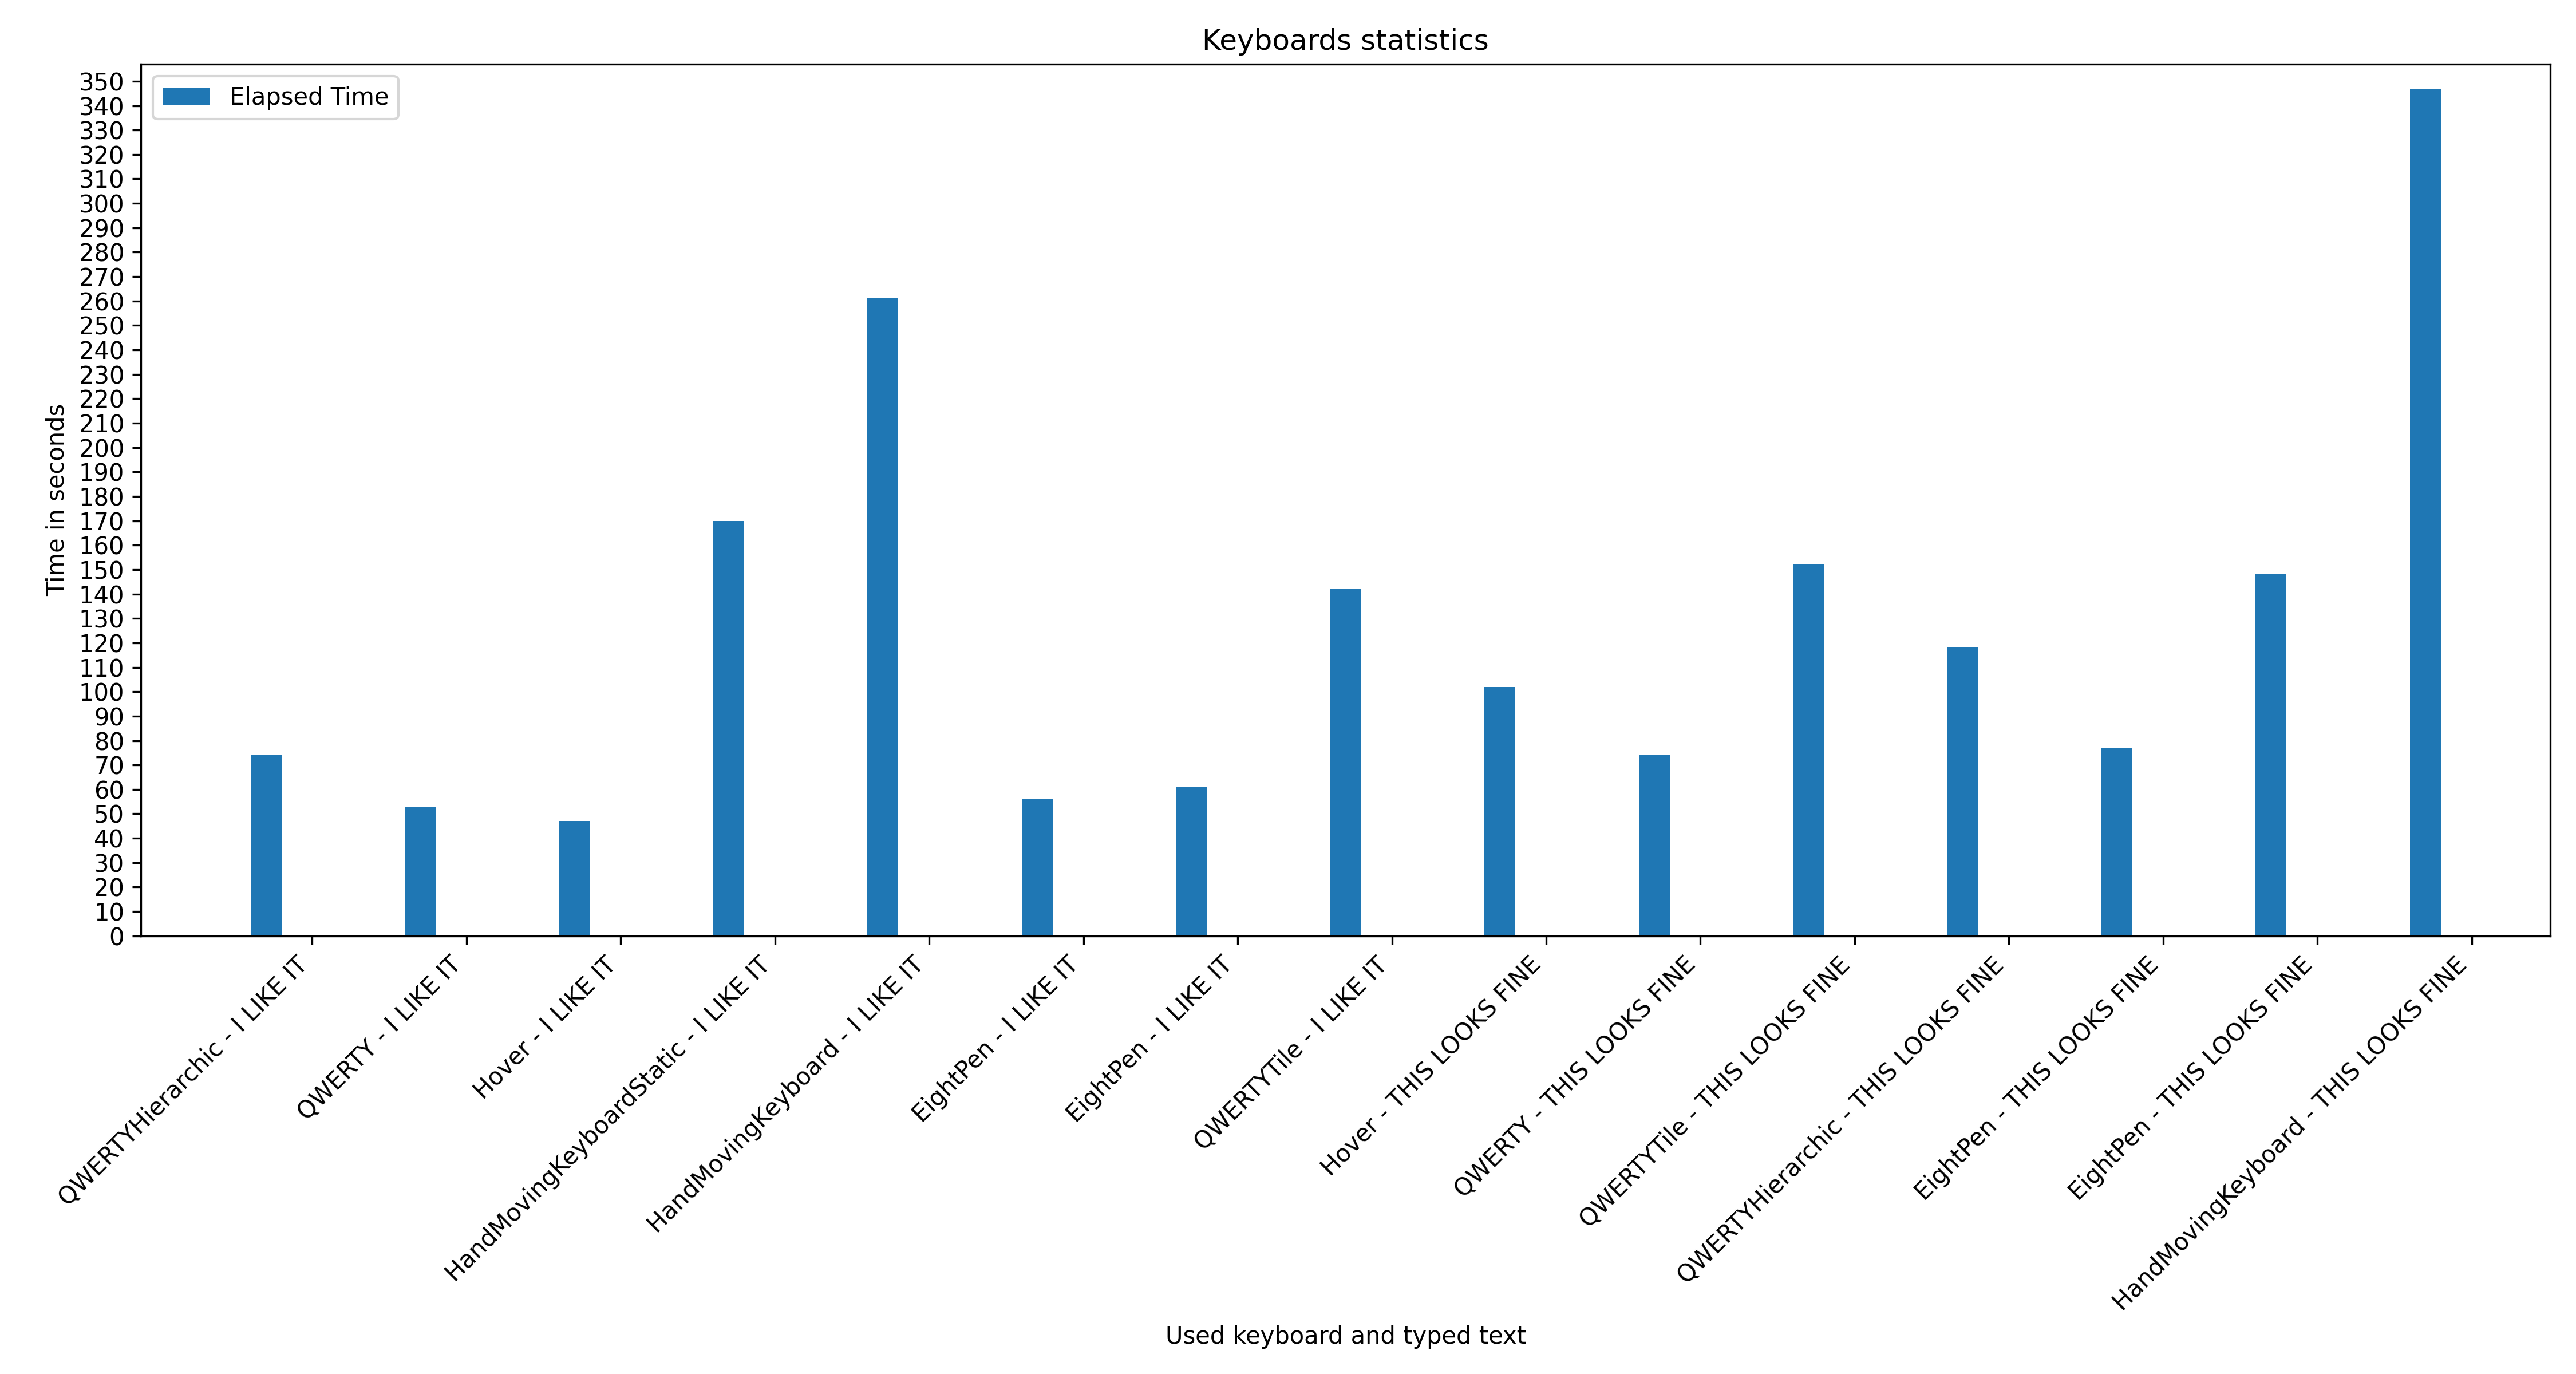 Keyboards statistics
Elapsed Time
Time in seconds
350
340
330
320
310
300
290
280
270
260
250
240
230
220
210
200
190
180
170
160
150
140
130
120
110
100
90
80
70
60
50
40
30
20
10
0
QWERTYHierarchic - I LIKE IT
QWERTY - I LIKE IT
Hover - I LIKE IT
HandMovingKeyboardStatic - I LIKE IT
HandMovingKeyboard - I LIKE IT
EightPen - I LIKE IT
EightPen - I LIKE IT
QWERTYTile - I LIKE IT
Hover - THIS LOOKS FINE
QWERTY - THIS LOOKS FINE
QWERTYTile - THIS LOOKS FINE
QWERTYHierarchic - THIS LOOKS FINE
EightPen - THIS LOOKS FINE
EightPen - THIS LOOKS FINE
HandMovingKeyboard - THIS LOOKS FINE
Used keyboard and typed text